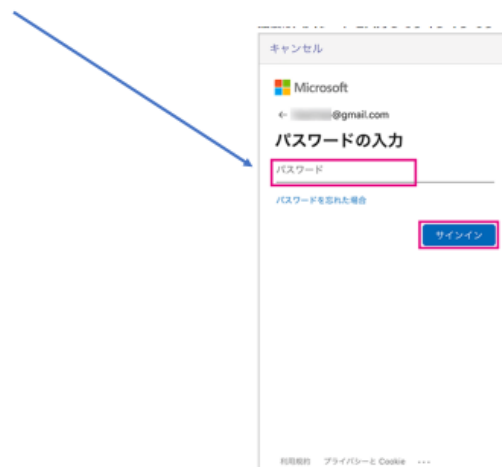 キャンセル
Microsoft
← @gmail.com
パスワードの入力
パスワード
パスワードを忘れた場合
サインイン
利用規約 プライバシーと Cookie ...